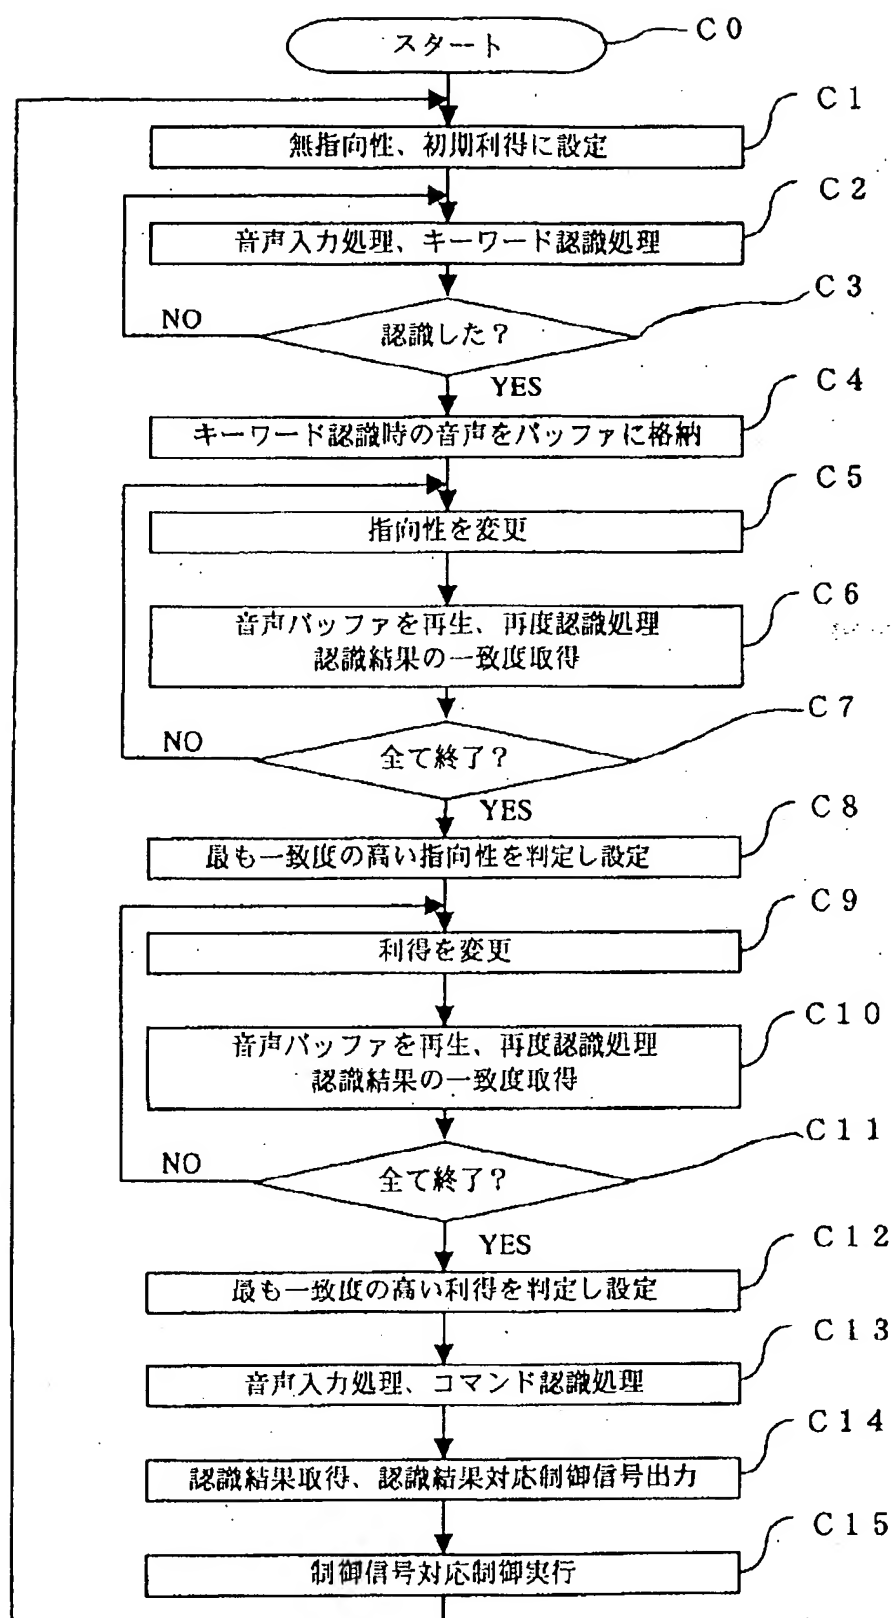 スタート
C0
C1
無指向性、初期利得に設定
C2
音声入力処理、キーワード認識処理
C3
NO
認識した？
YES
C4
キーワード認識時の音声をバッファに格納
C5
指向性を変更
C6
音声バッファを再生、再度認識処理
認識結果の一致度取得
C7
NO
全て終了？
YES
C8
最も一致度の高い指向性を判定し設定
C9
利得を変更
C10
音声バッファを再生、再度認識処理
認識結果の一致度取得
C11
NO
全て終了？
YES
C12
最も一致度の高い利得を判定し設定
C13
音声入力処理、コマンド認識処理
C14
認識結果取得、認識結果対応制御信号出力
C15
制御信号対応制御実行